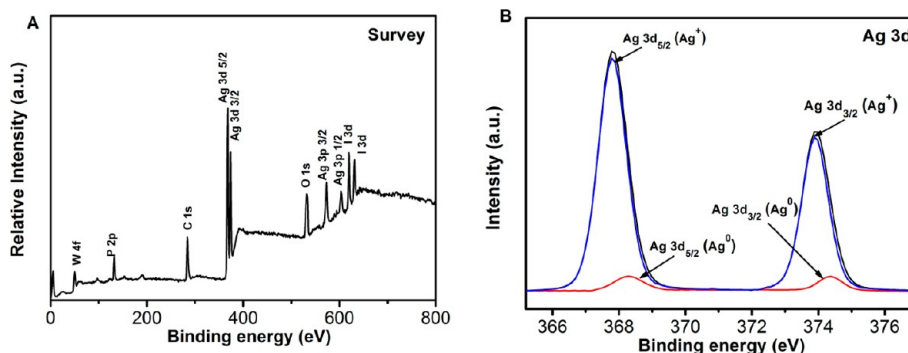 A
Survey
Relative Intensity (a.u.)
W 4f
P 2p
C 1s
Ag 3d 5/2
Ag 3d 3/2
O 1s
Ag 3p 3/2
Ag 3p 1/2
I 3d
I 3d
0 200 400 600 800
Binding energy (eV)
B
Ag 3d
Intensity (a.u.)
Ag 3d5/2 (Ag+)
Ag 3d3/2 (Ag+)
Ag 3d3/2 (Ag0)
Ag 3d5/2 (Ag0)
366 368 370 372 374 376
Binding energy (eV)